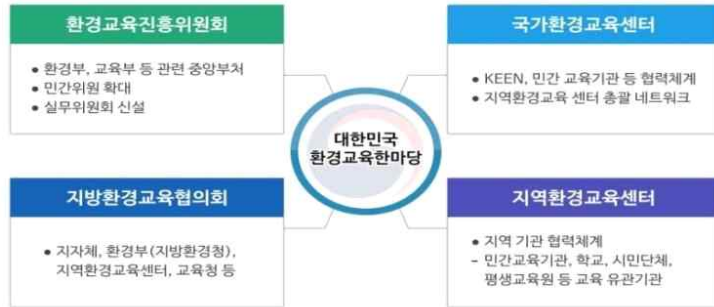 환경교육진흥위원회
● 환경부, 교육부 등 관련 중앙부처
● 민간위원 확대
● 실무위원회 신설
국가환경교육센터
● KEEN, 민간 교육기관 등 협력체계
● 지역환경교육 센터 총괄 네트워크
대한민국
환경교육한마당
지방환경교육협의회
● 지자체, 환경부(지방환경청),
지역환경교육센터, 교육청 등
지역환경교육센터
● 지역 기관 협력체계
– 민간교육기관, 학교, 시민단체,
평생교육원 등 교육 유관기관